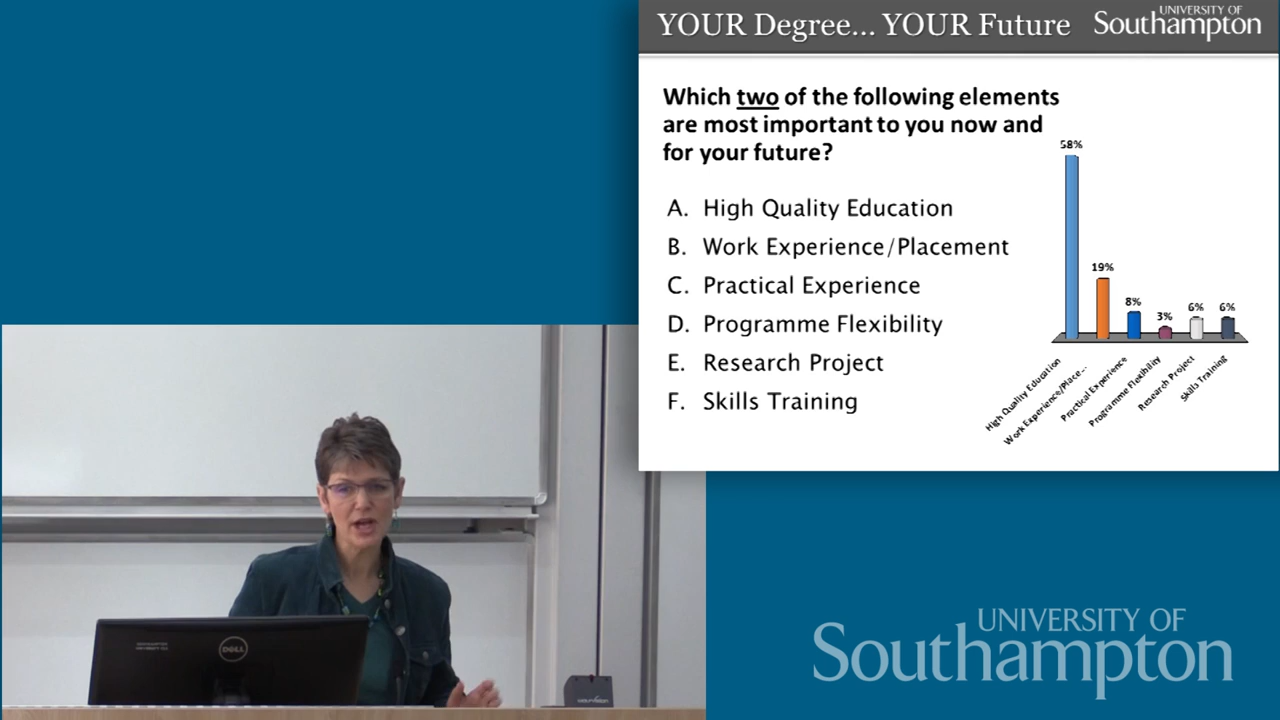 YOUR Degree... YOUR Future
UNIVERSITY OF
Southampton
Which two of the following elements
are most important to you now and
for your future?
A. High Quality Education
B. Work Experience/Placement
C. Practical Experience
D. Programme Flexibility
E. Research Project
F. Skills Training
58%
19%
8%
3%
6%
6%
High Quality Education
Work Experience/Place...
Practical Experience
Programme Flexibility
Research Project
Skills Training
DELL
UNIVERSITY OF
Southampton